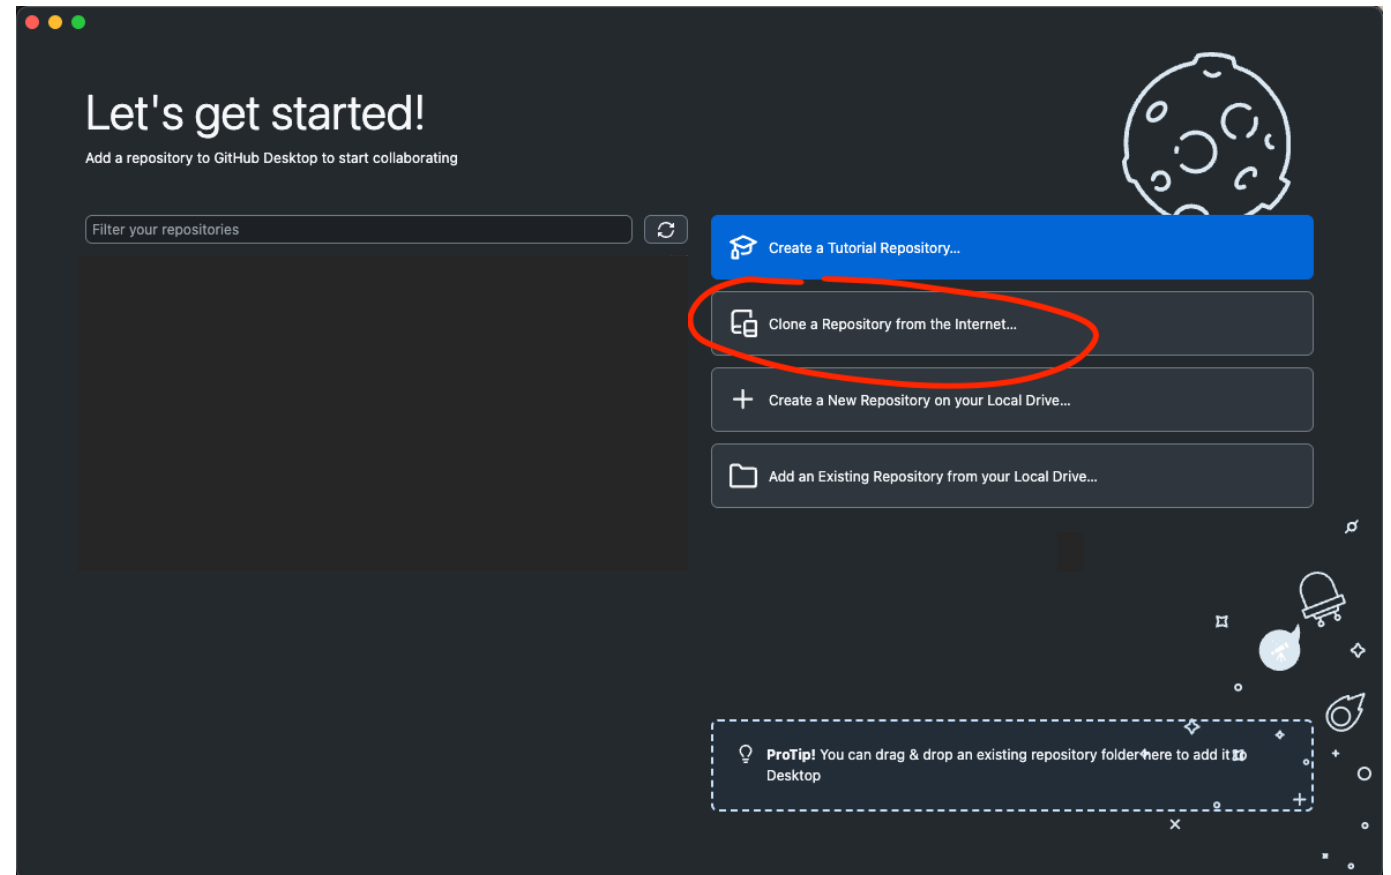 Let's get started!
Add a repository to GitHub Desktop to start collaborating
Filter your repositories
Create a Tutorial Repository...
Clone a Repository from the Internet...
Create a New Repository on your Local Drive...
Add an Existing Repository from your Local Drive...
ProTip! You can drag & drop an existing repository folder here to add it to
Desktop